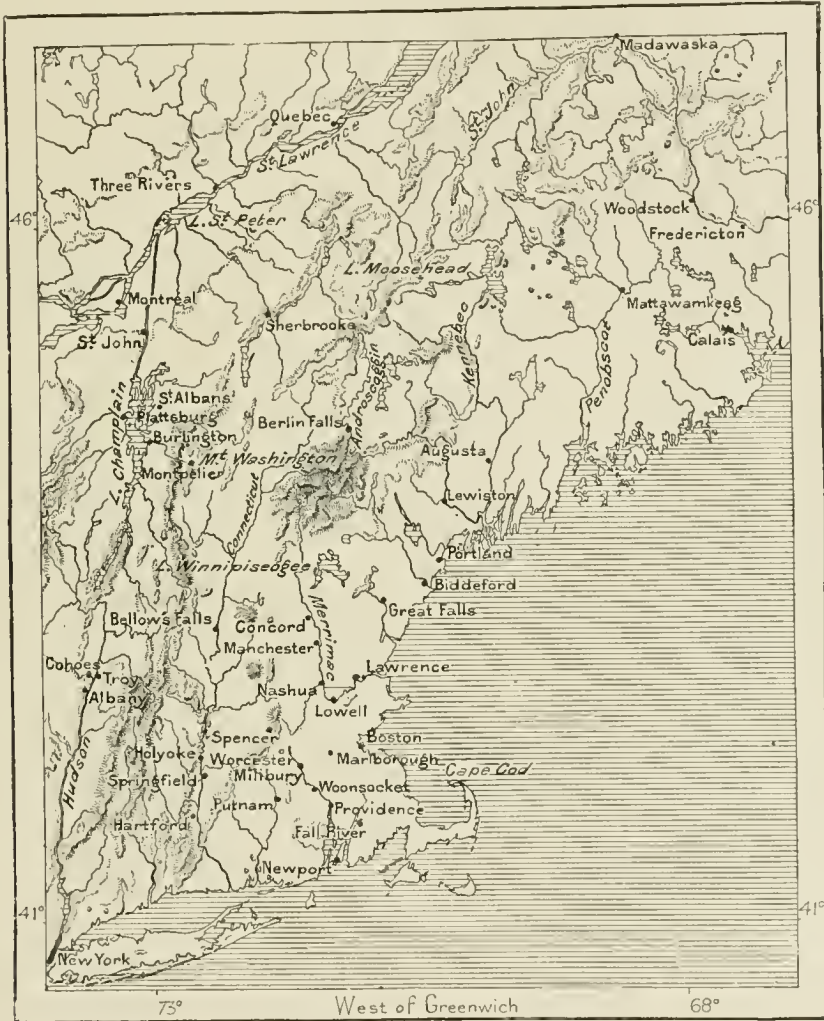 Madawaska
Quebec
St. John
St. Lawrence
Three Rivers
46°
46°
L. St. Peter
Woodstock
Fredericton
L. Moosehead
Montreal
Mattawamkeag
Sherbrooke
St. John
Calais
Kennebec
Penobscot
Androscoggin
L. Champlain
St. Albans
Plattsburg
Berlin Falls
Burlington
Augusta
Mt. Washington
Montpelier
Lewiston
Connecticut
Portland
L. Winnipiseogee
Biddeford
Great Falls
Bellows Falls
Concord
Merrimac
Manchester
Cohoes
Troy
Lawrence
Albany
Nashua
Lowell
Hudson
Spencer
Boston
Holyoke
Worcester
Marlborough
Cape Cod
Springfield
Millbury
Woonsocket
Putnam
Providence
Hartford
Fall River
Newport
41°
41°
New York
73°
West of Greenwich
68°